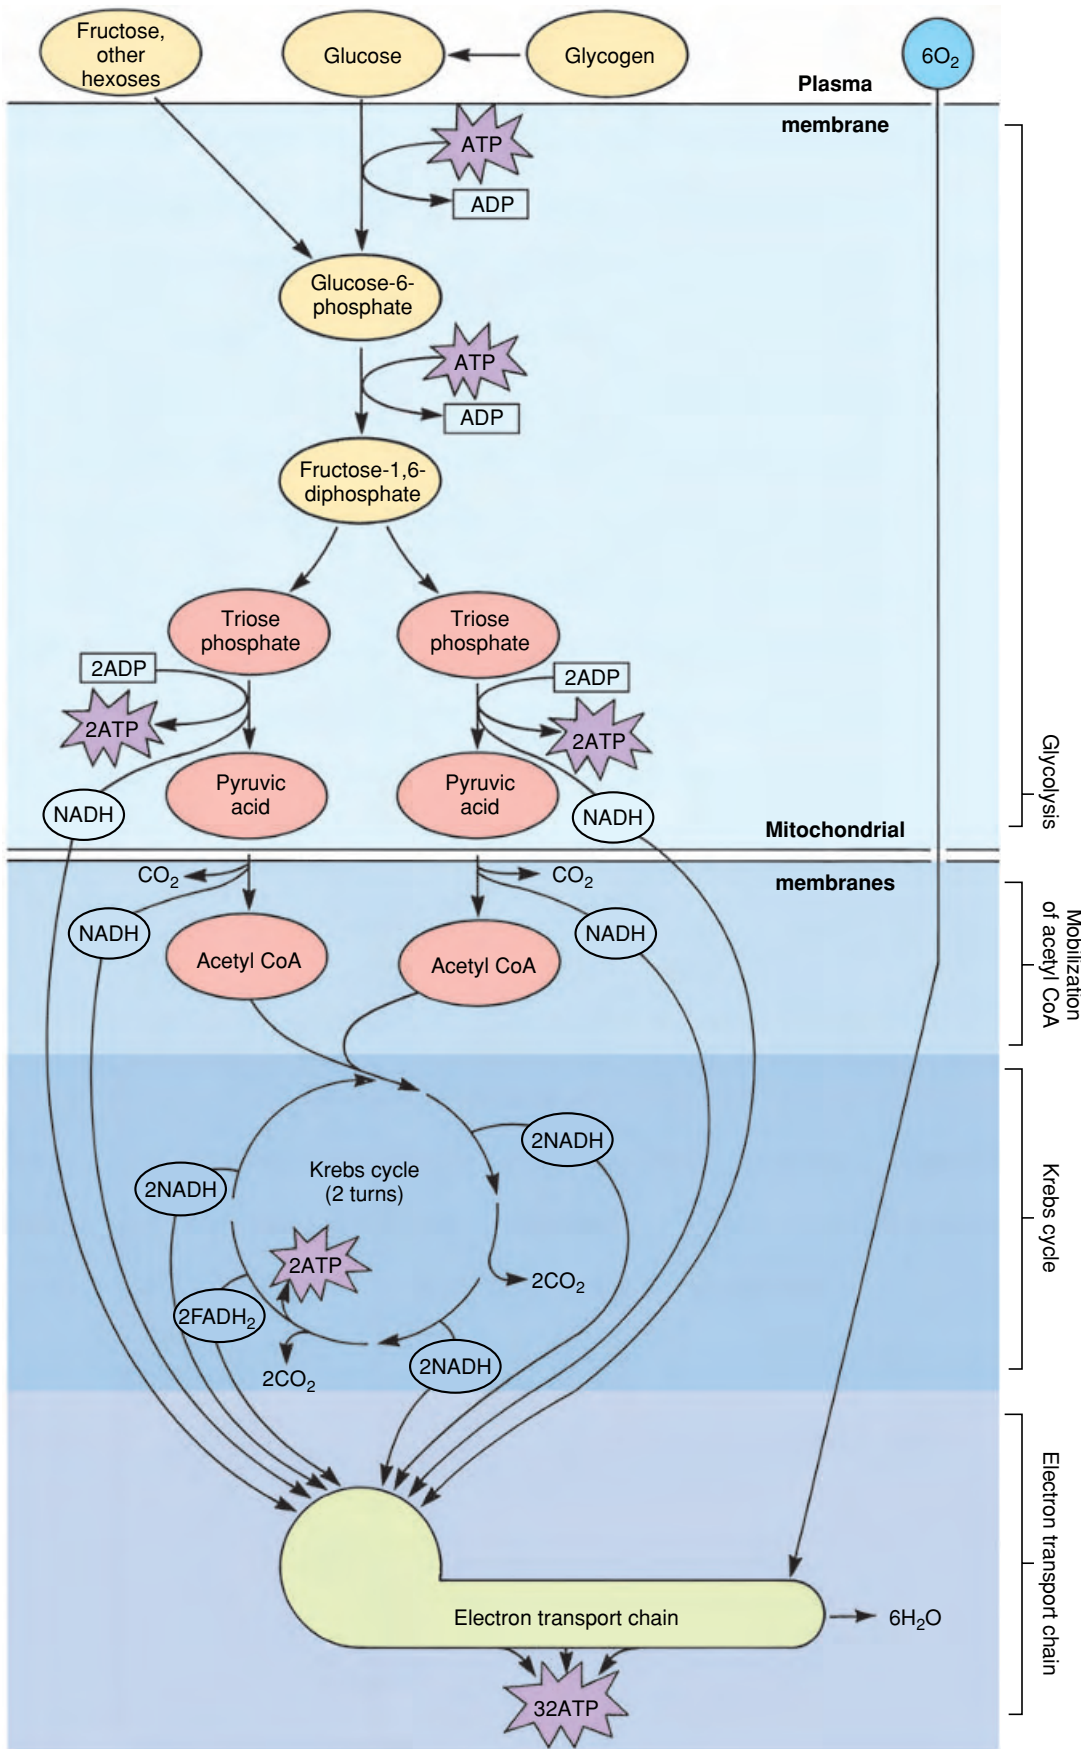 Fructose,
other
hexoses
Glucose
Glycogen
6O₂
Plasma
membrane
ATP
ADP
Glucose-6-
phosphate
ATP
ADP
Fructose-1,6-
diphosphate
Triose
phosphate
Triose
phosphate
2ADP
2ADP
2ATP
2ATP
Pyruvic
acid
Pyruvic
acid
NADH
NADH
Glycolysis
Mitochondrial
membranes
CO₂
CO₂
NADH
NADH
Acetyl CoA
Acetyl CoA
Mobilization
of acetyl CoA
2NADH
Krebs cycle
(2 turns)
2NADH
2ATP
2CO₂
2FADH₂
2CO₂
2NADH
Krebs cycle
Electron transport chain
6H₂O
32ATP
Electron transport chain